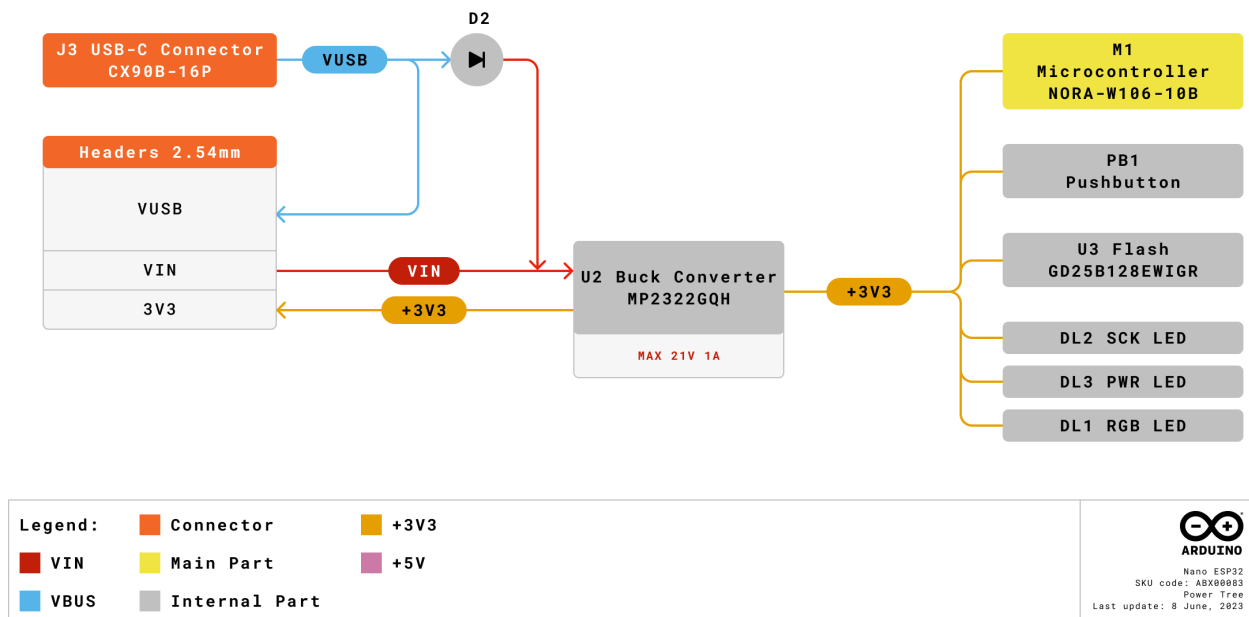 D2
J3 USB-C Connector
CX90B-16P
VUSB
Headers 2.54mm
VUSB
VIN
3V3
VIN
+3V3
U2 Buck Converter
MP2322GQH
MAX 21V 1A
+3V3
M1
Microcontroller
NORA-W106-10B
PB1
Pushbutton
U3 Flash
GD25B128EWIGR
DL2 SCK LED
DL3 PWR LED
DL1 RGB LED
Legend:
Connector
+3V3
VIN
Main Part
+5V
VBUS
Internal Part
ARDUINO
Nano ESP32
SKU code: ABX00083
Power Tree
Last update: 8 June, 2023